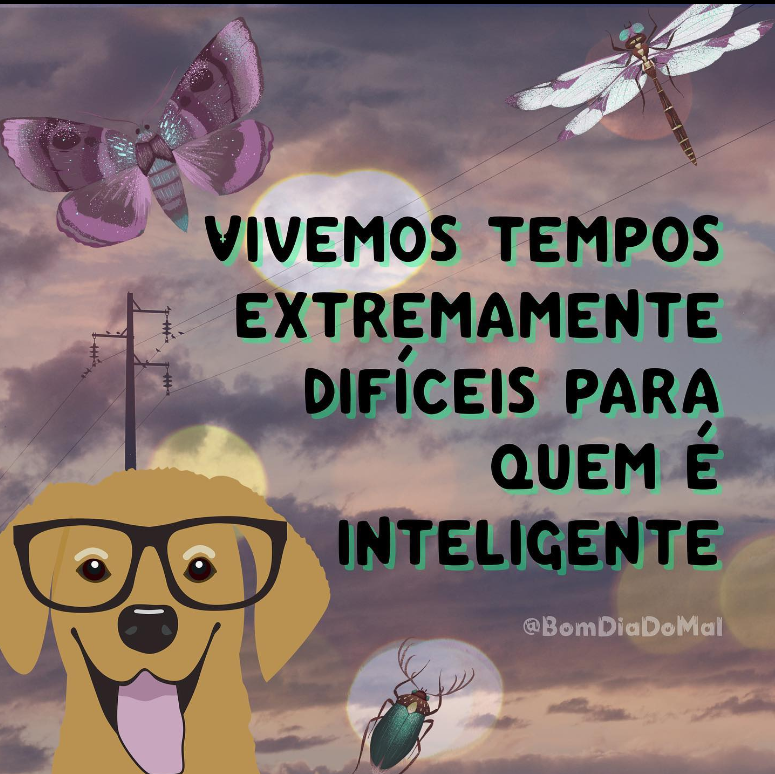 VIVEMOS TEMPOS
EXTREMAMENTE
DIFÍCEIS PARA
QUEM É
INTELIGENTE
@BomDiaDoMal